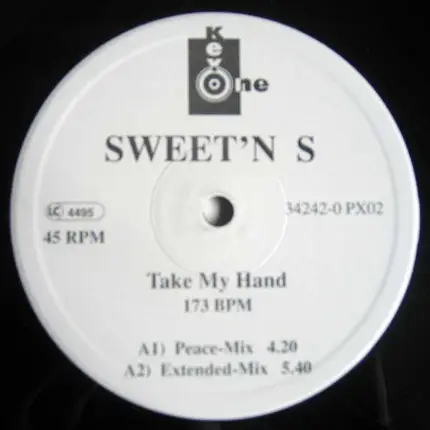 Key
One
SWEET'N S
LC 4495
34242-0 PX02
45 RPM
Take My Hand
173 BPM
A1) Peace-Mix 4.20
A2) Extended-Mix 5.40